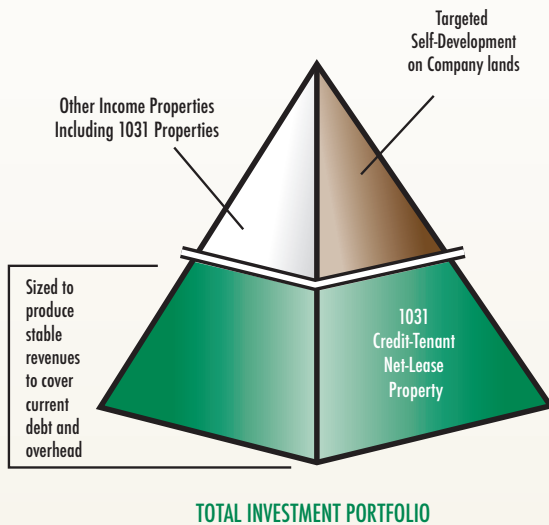 Targeted
Self-Development
on Company lands
Other Income Properties
Including 1031 Properties
Sized to
produce
stable
revenues
to cover
current
debt and
overhead
1031
Credit-Tenant
Net-Lease
Property
TOTAL INVESTMENT PORTFOLIO